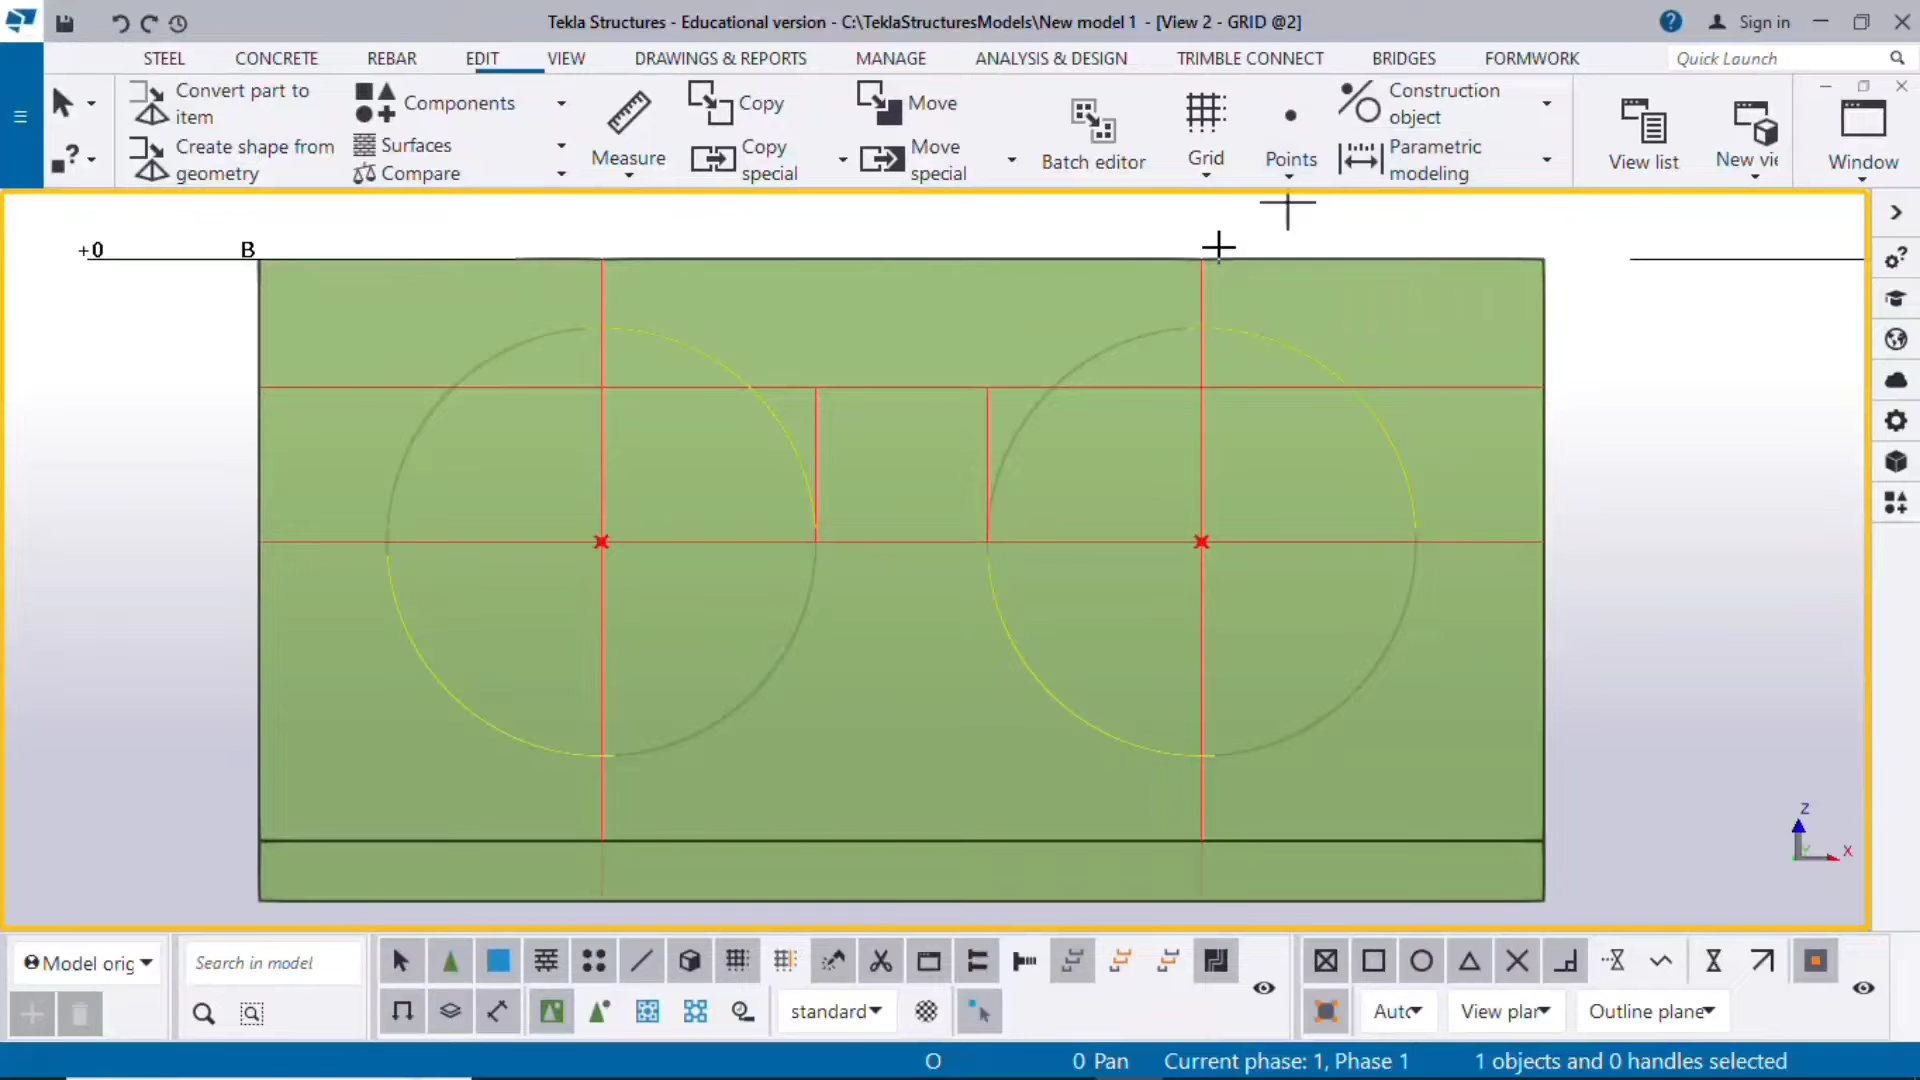 Tekla Structures - Educational version - C:\TeklaStructuresModels\New model 1 - [View 2 - GRID @2]
? Sign in
STEEL CONCRETE REBAR EDIT VIEW DRAWINGS & REPORTS MANAGE ANALYSIS & DESIGN TRIMBLE CONNECT BRIDGES FORMWORK Quick Launch
Convert part to item
Create shape from geometry
Components
Surfaces
Compare
Measure
Copy
Copy special
Move
Move special
Batch editor
Grid
Points
Construction object
Parametric modeling
View list
New vie
Window
+0 B
Z
Y
X
Model orig
Search in model
standard
Auto
View plan
Outline plane
O 0 Pan Current phase: 1, Phase 1 1 objects and 0 handles selected